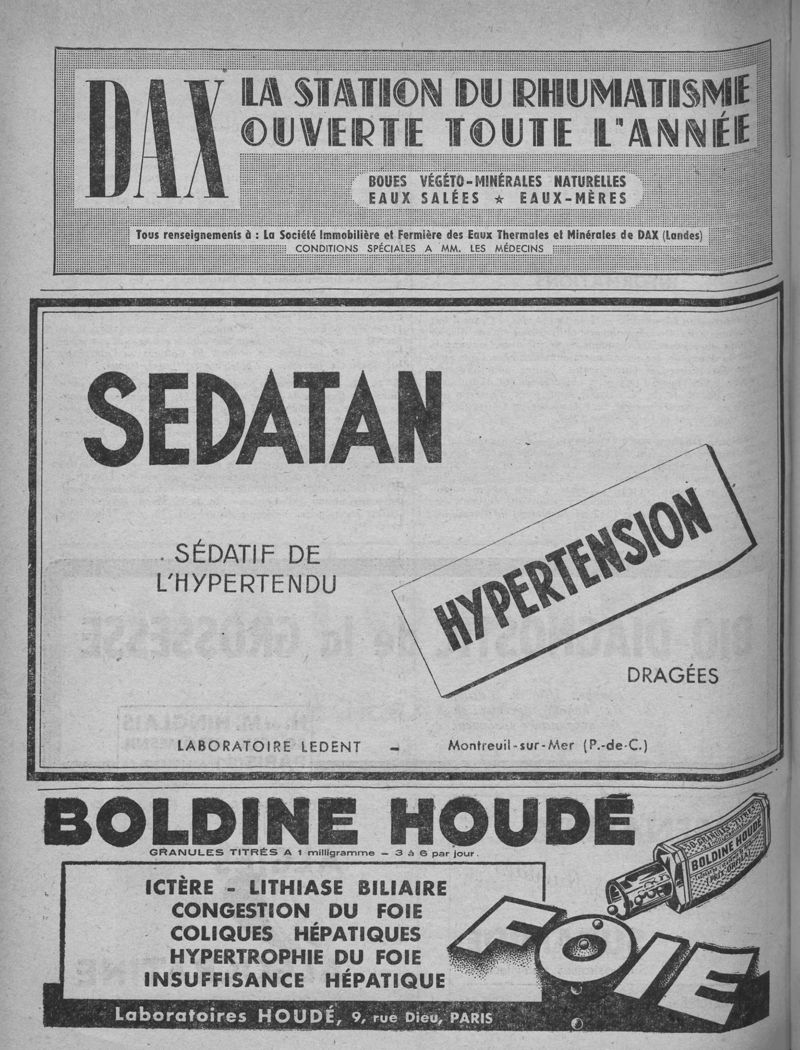 DAX
LA STATION DU RHUMATISME
OUVERTE TOUTE L'ANNÉE
BOUES VÉGÉTO-MINÉRALES NATURELLES
EAUX SALÉES ★ EAUX-MÈRES
Tous renseignements à : La Société Immobilière et Fermière des Eaux Thermales et Minérales de DAX (Landes)
CONDITIONS SPÉCIALES A MM. LES MÉDECINS
SEDATAN
SÉDATIF DE
L'HYPERTENDU
HYPERTENSION
DRAGÉES
LABORATOIRE LEDENT – Montreuil-sur-Mer (P.-de-C.)
BOLDINE HOUDÉ
GRANULES TITRÉS A 1 milligramme – 3 à 6 par jour.
BOLDINE HOUDÉ
ICTÈRE - LITHIASE BILIAIRE
CONGESTION DU FOIE
COLIQUES HÉPATIQUES
HYPERTROPHIE DU FOIE
INSUFFISANCE HÉPATIQUE
FOIE
Laboratoires HOUDÉ, 9, rue Dieu, PARIS